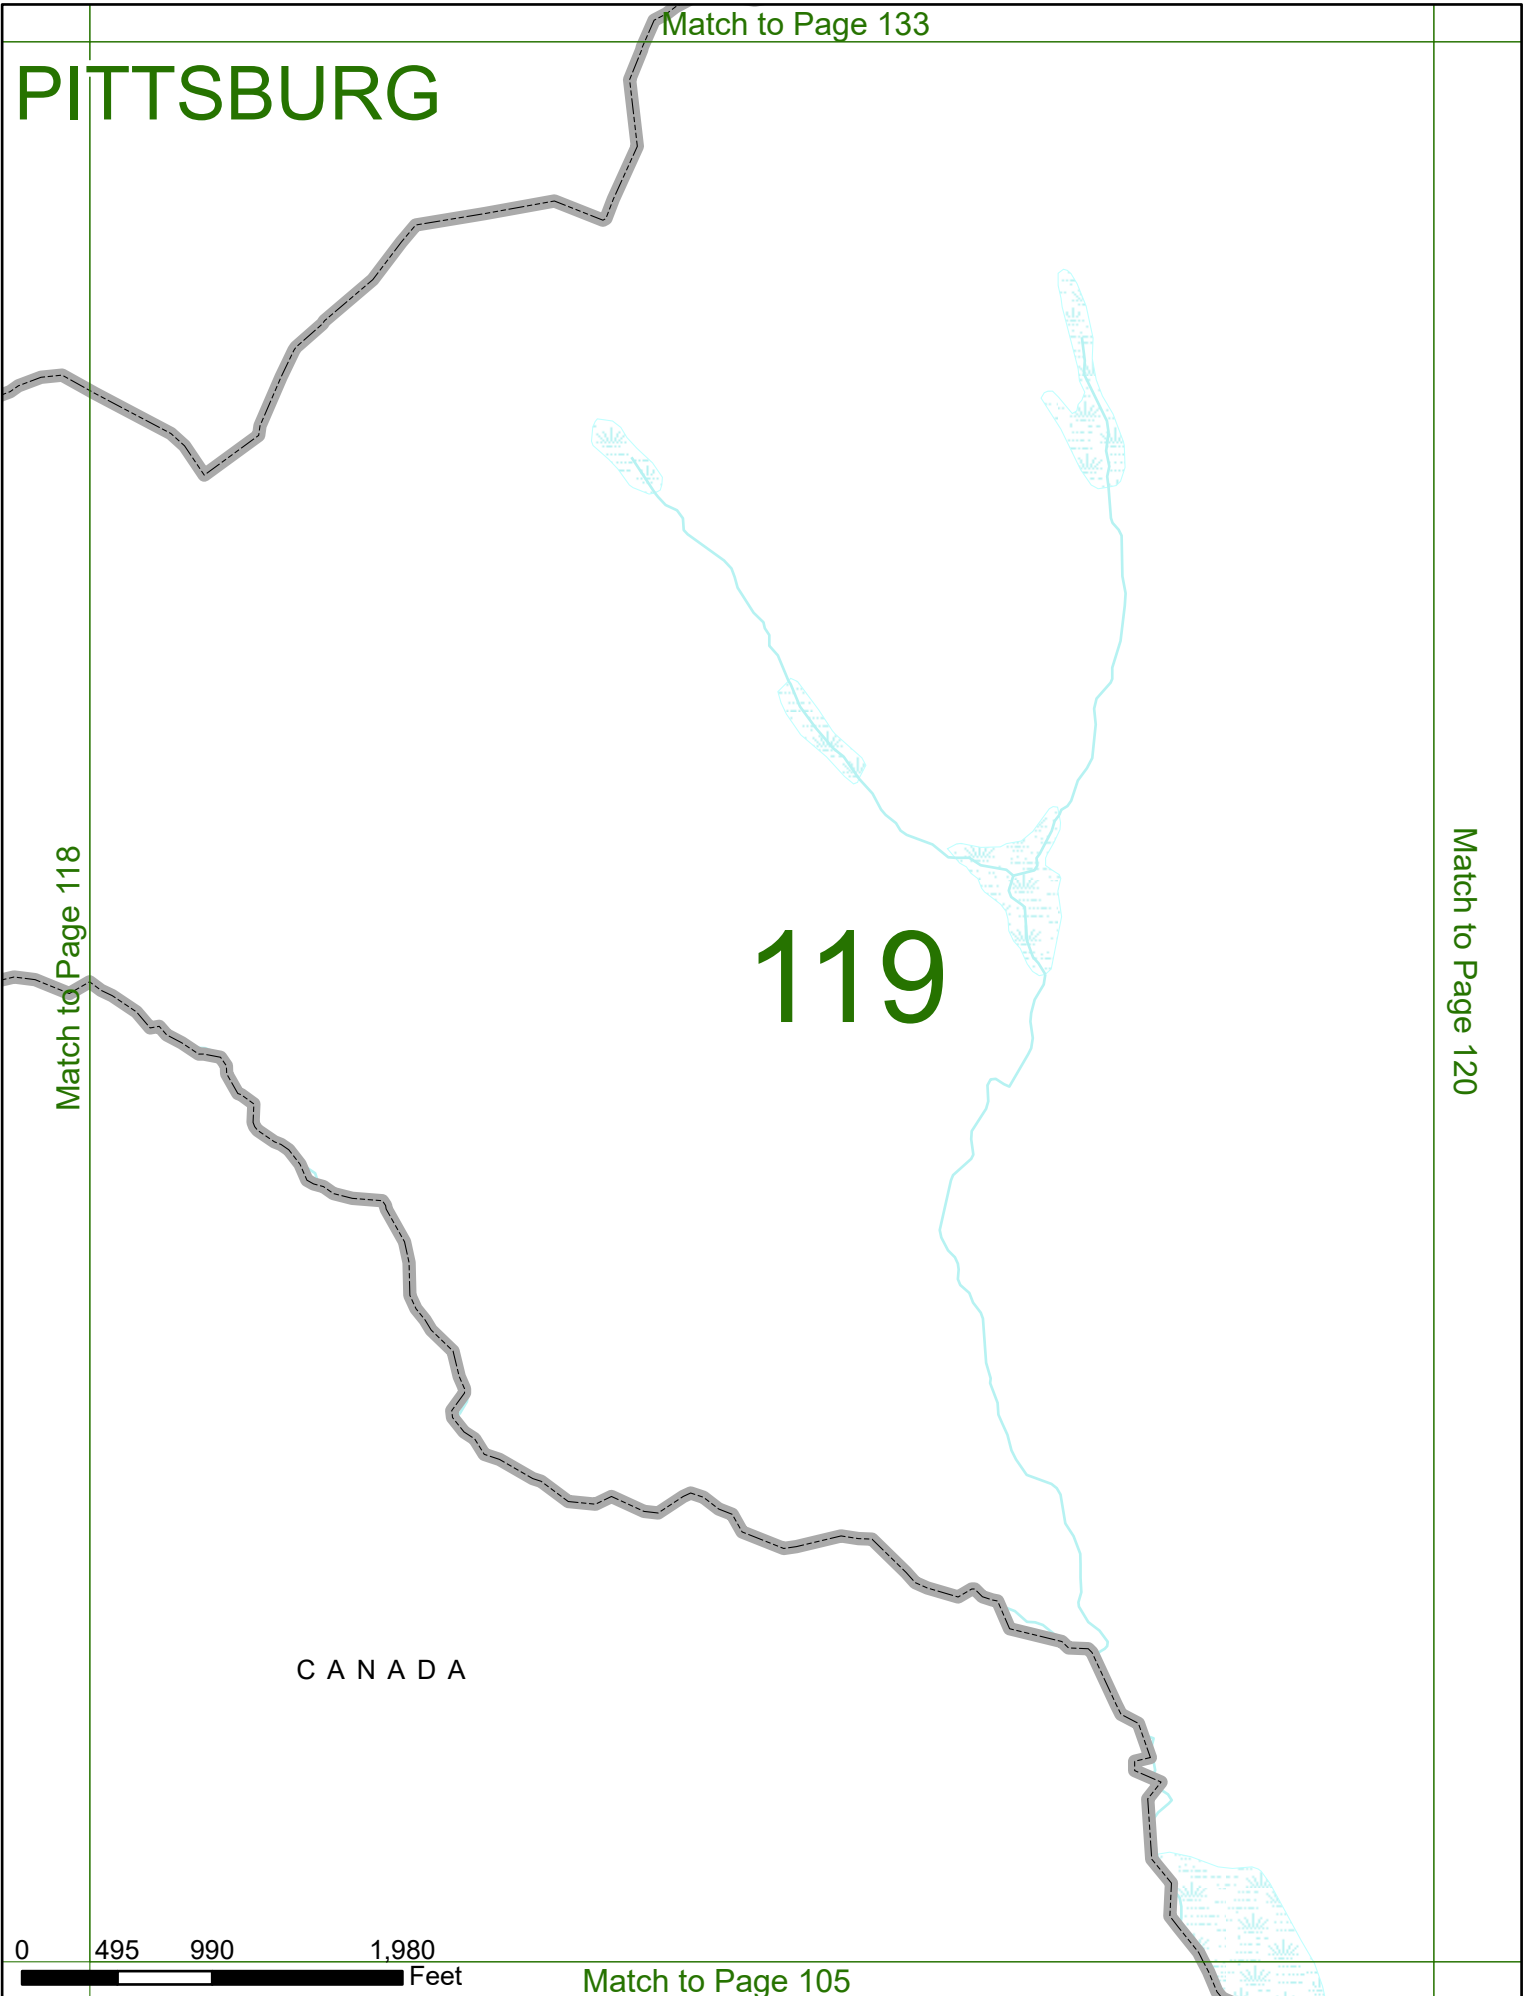 Match to Page 133
PITTSBURG
Match to Page 118
Match to Page 120
119
CANADA
0 495 990 1,980
Feet
Match to Page 105